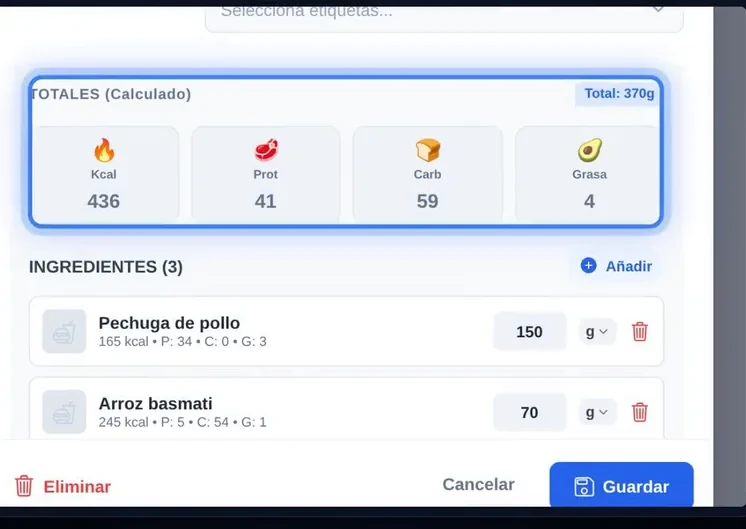 Selecciona etiquetas...
TOTALES (Calculado)
Total: 370g
Kcal
436
Prot
41
Carb
59
Grasa
4
INGREDIENTES (3)
Añadir
Pechuga de pollo
165 kcal • P: 34 • C: 0 • G: 3
150
g
Arroz basmati
245 kcal • P: 5 • C: 54 • G: 1
70
g
Eliminar
Cancelar
Guardar